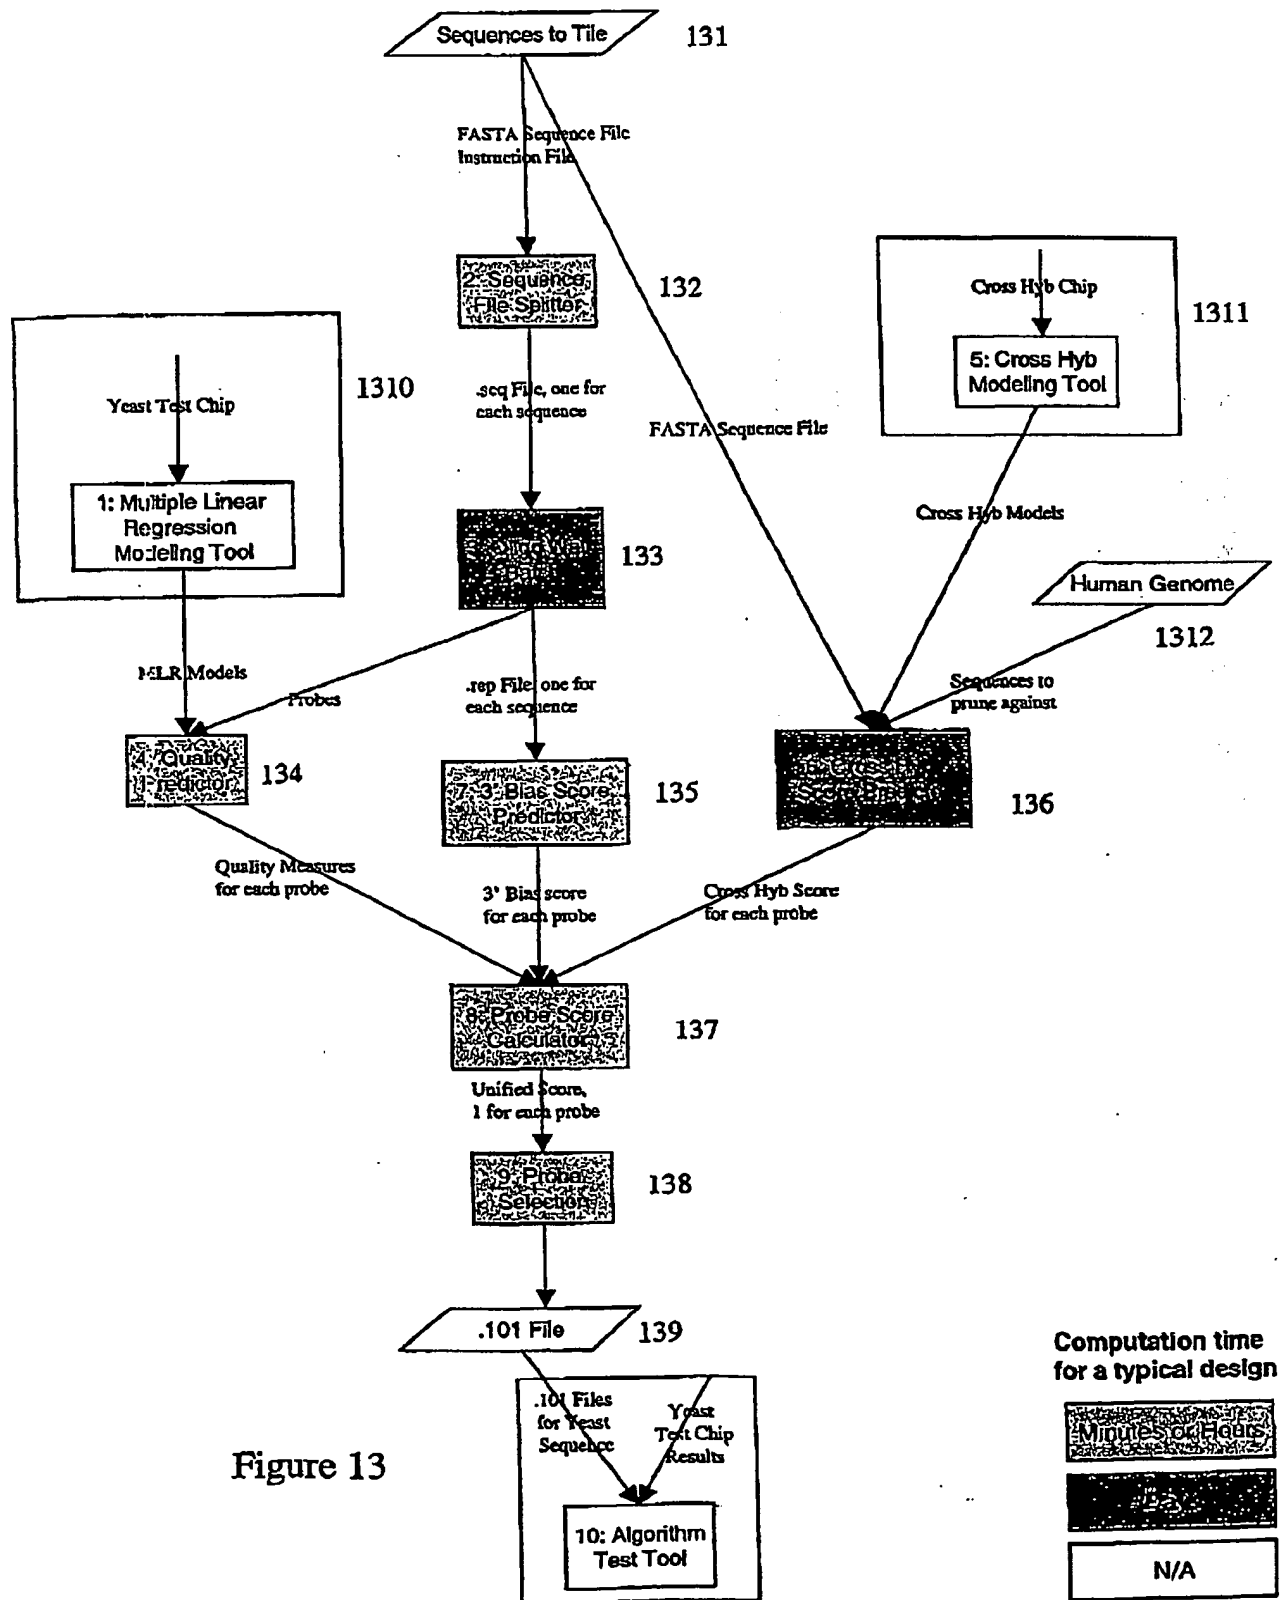 Sequences to Tile
131
FASTA Sequence File
Instruction File
2: Sequence
File Splitter
132
Cross Hyb Chip
1311
5: Cross Hyb
Modeling Tool
1310
Yeast Test Chip
.seq File, one for
each sequence
FASTA Sequence File
1: Multiple Linear
Regression
Modeling Tool
Cross Hyb Models
133
Human Genome
1312
MLR Models
Probes
.rep File, one for
each sequence
Sequences to
prune against
4: Quality
Predictor
134
7: 3' Bias Score
Predictor
135
Score
136
Quality Measures
for each probe
3' Bias score
for each probe
Cross Hyb Score
for each probe
8: Probe Score
Calculator
137
Unified Score,
1 for each probe
9: Probe
Selection
138
.101 File
139
.101 Files
for Yeast
Sequence
Yeast
Test Chip
Results
10: Algorithm
Test Tool
Figure 13
Computation time
for a typical design
Minutes or Hours
N/A